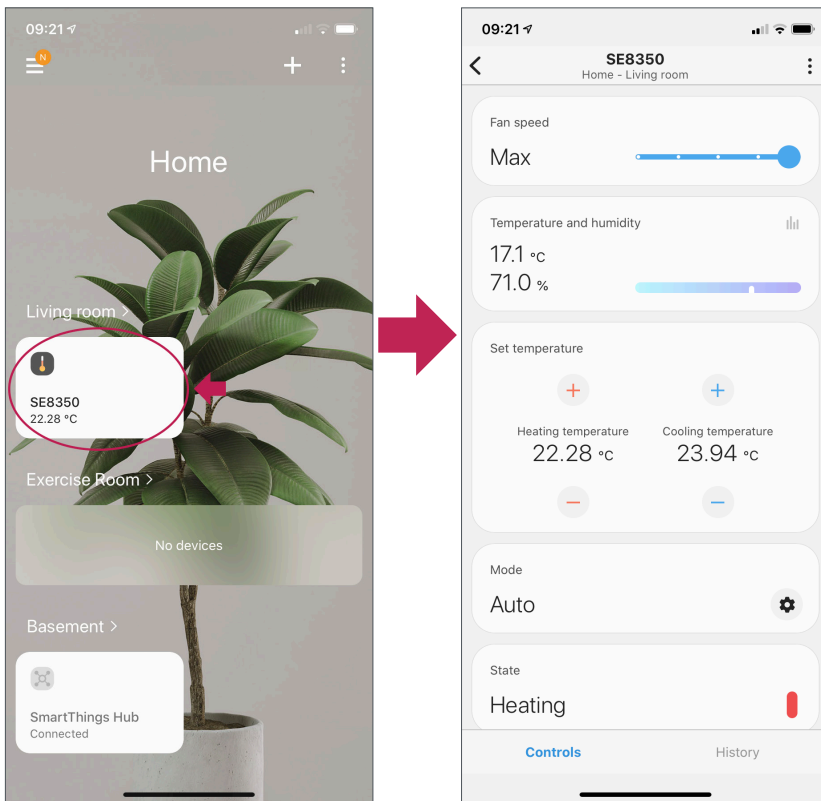 09:21
N
Home
Living room >
SE8350
22.28 °C
Exercise Room >
No devices
Basement >
SmartThings Hub
Connected
09:21
SE8350
Home - Living room
Fan speed
Max
Temperature and humidity
17.1 °C
71.0 %
Set temperature
Heating temperature Cooling temperature
22.28 °C 23.94 °C
Mode
Auto
State
Heating
Controls History